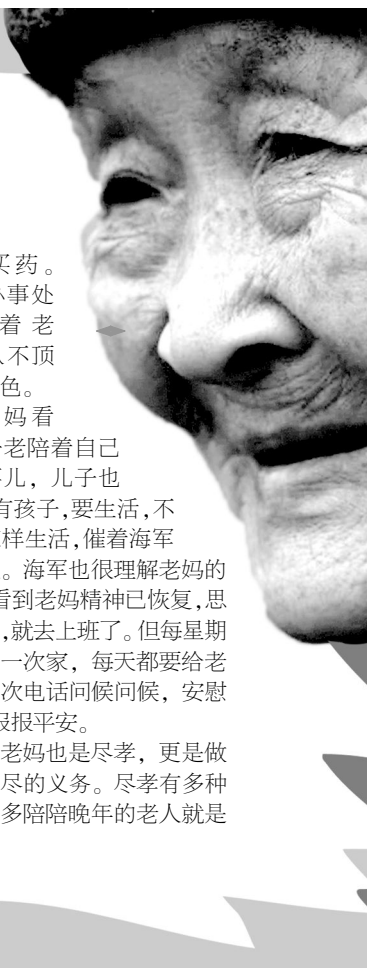 买药。
办事处
着老
人不顶
色。
妈看
老陪着自己
儿，儿子也
有孩子,要生活,不
样生活,催着海军
。海军也很理解老妈的
看到老妈精神已恢复,思
,就去上班了。但每星期
一次家，每天都要给老
次电话问候问候，安慰
报报平安。
老妈也是尽孝，更是做
尽的义务。尽孝有多种
多陪陪晚年的老人就是